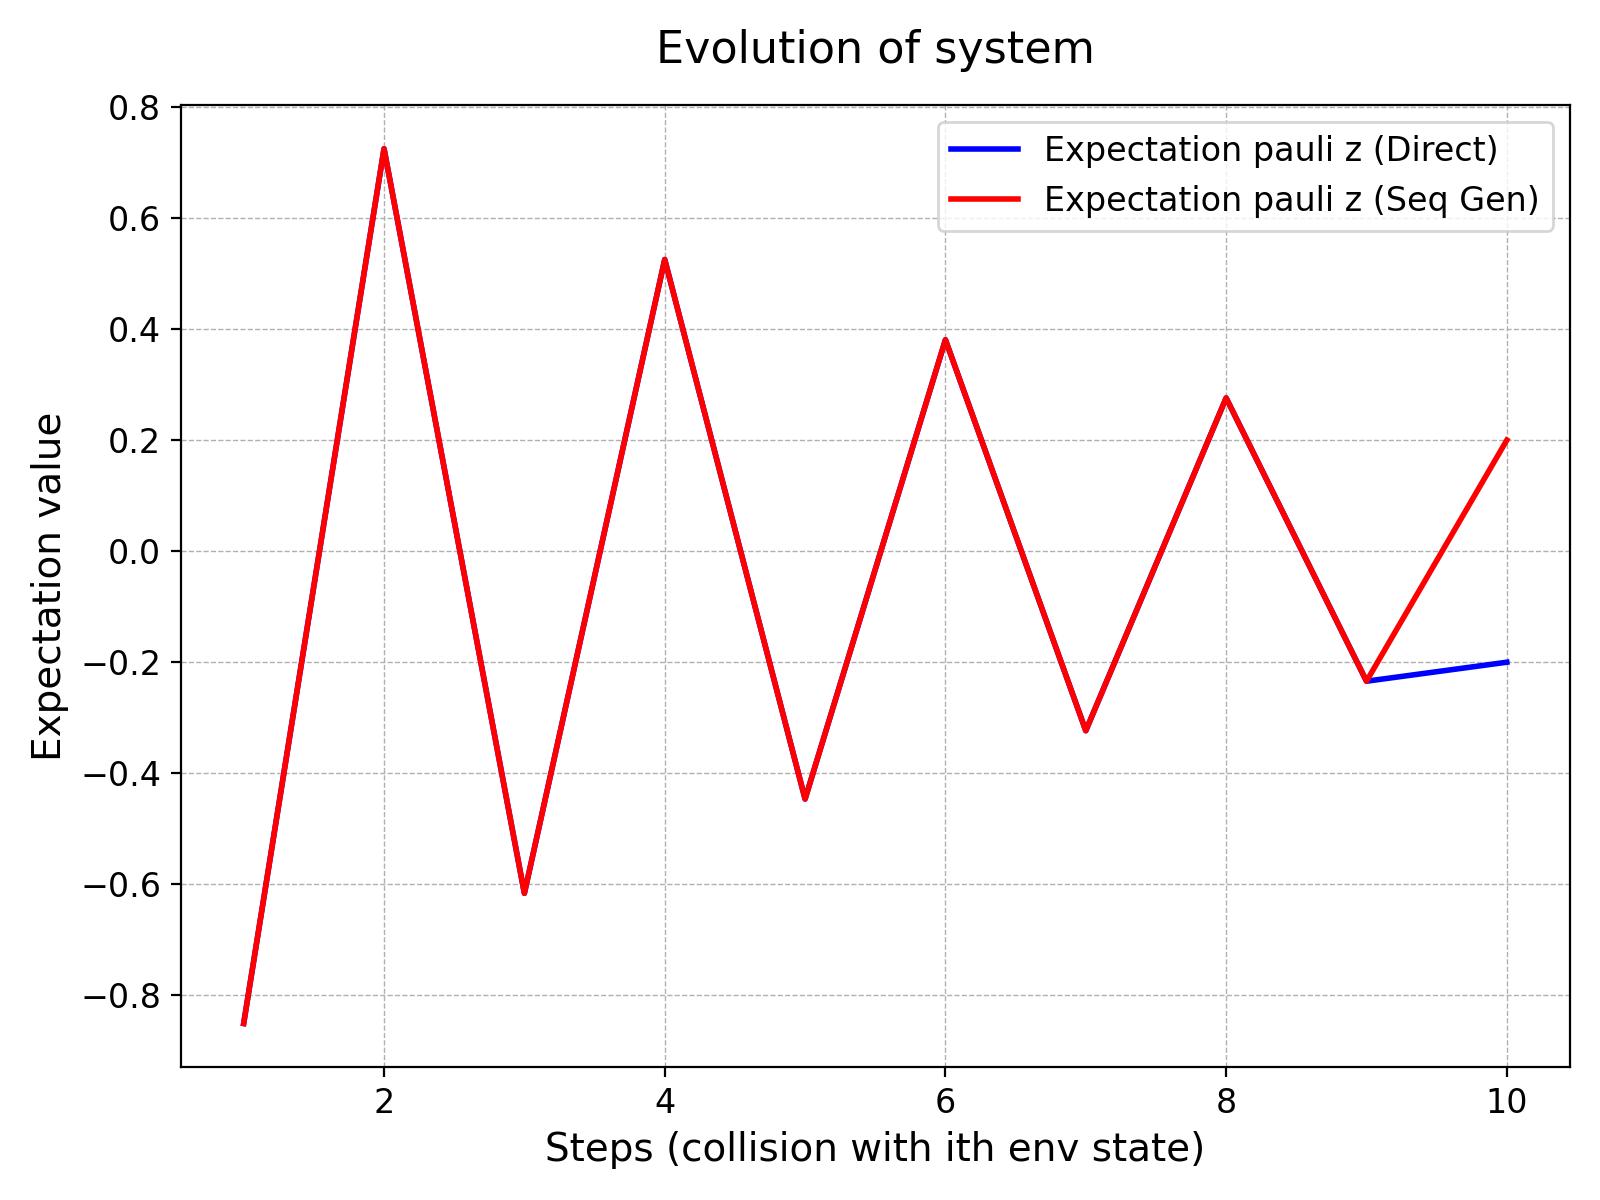 Evolution of system
Expectation value
0.8
0.6
0.4
0.2
0.0
−0.2
−0.4
−0.6
−0.8
Expectation pauli z (Direct)
Expectation pauli z (Seq Gen)
2 4 6 8 10
Steps (collision with ith env state)